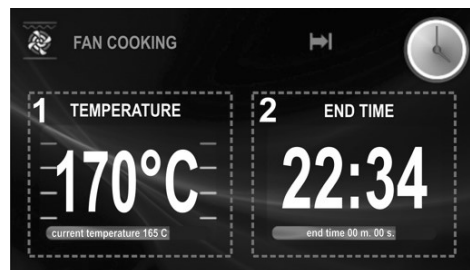 FAN COOKING
1 TEMPERATURE
170°C
current temperature 165 C
2 END TIME
22:34
end time 00 m. 00 s.